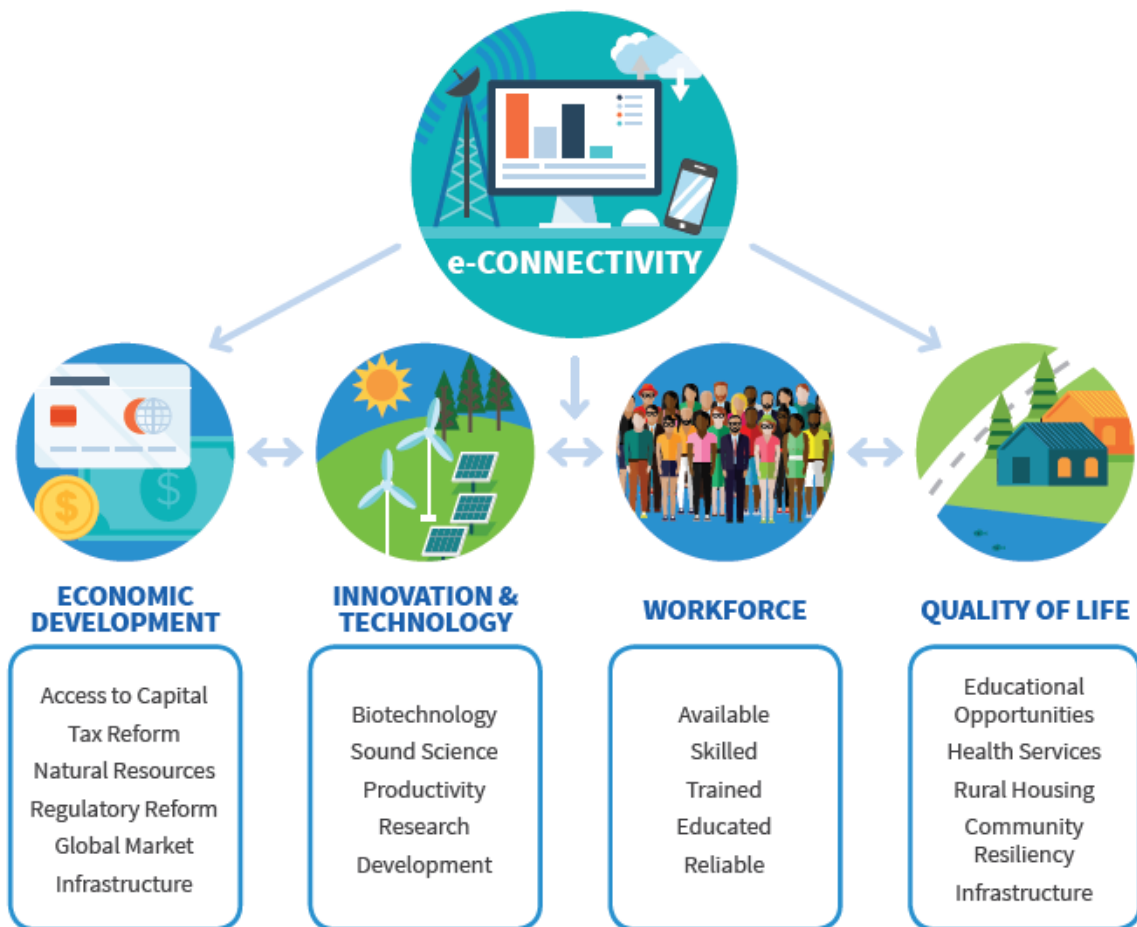 e-CONNECTIVITY
ECONOMIC
DEVELOPMENT
Access to Capital
Tax Reform
Natural Resources
Regulatory Reform
Global Market
Infrastructure
INNOVATION &
TECHNOLOGY
Biotechnology
Sound Science
Productivity
Research
Development
WORKFORCE
Available
Skilled
Trained
Educated
Reliable
QUALITY OF LIFE
Educational
Opportunities
Health Services
Rural Housing
Community
Resiliency
Infrastructure